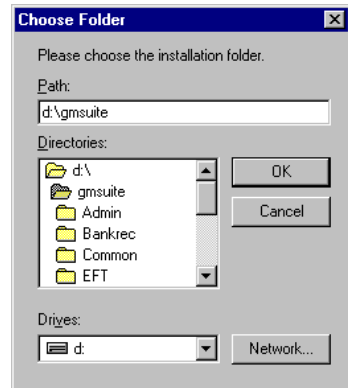 Choose Folder
Please choose the installation folder.
Path:
d:\gmsuite
Directories:
d:\
gmsuite
Admin
Bankrec
Common
EFT
OK
Cancel
Drives:
d:
Network...